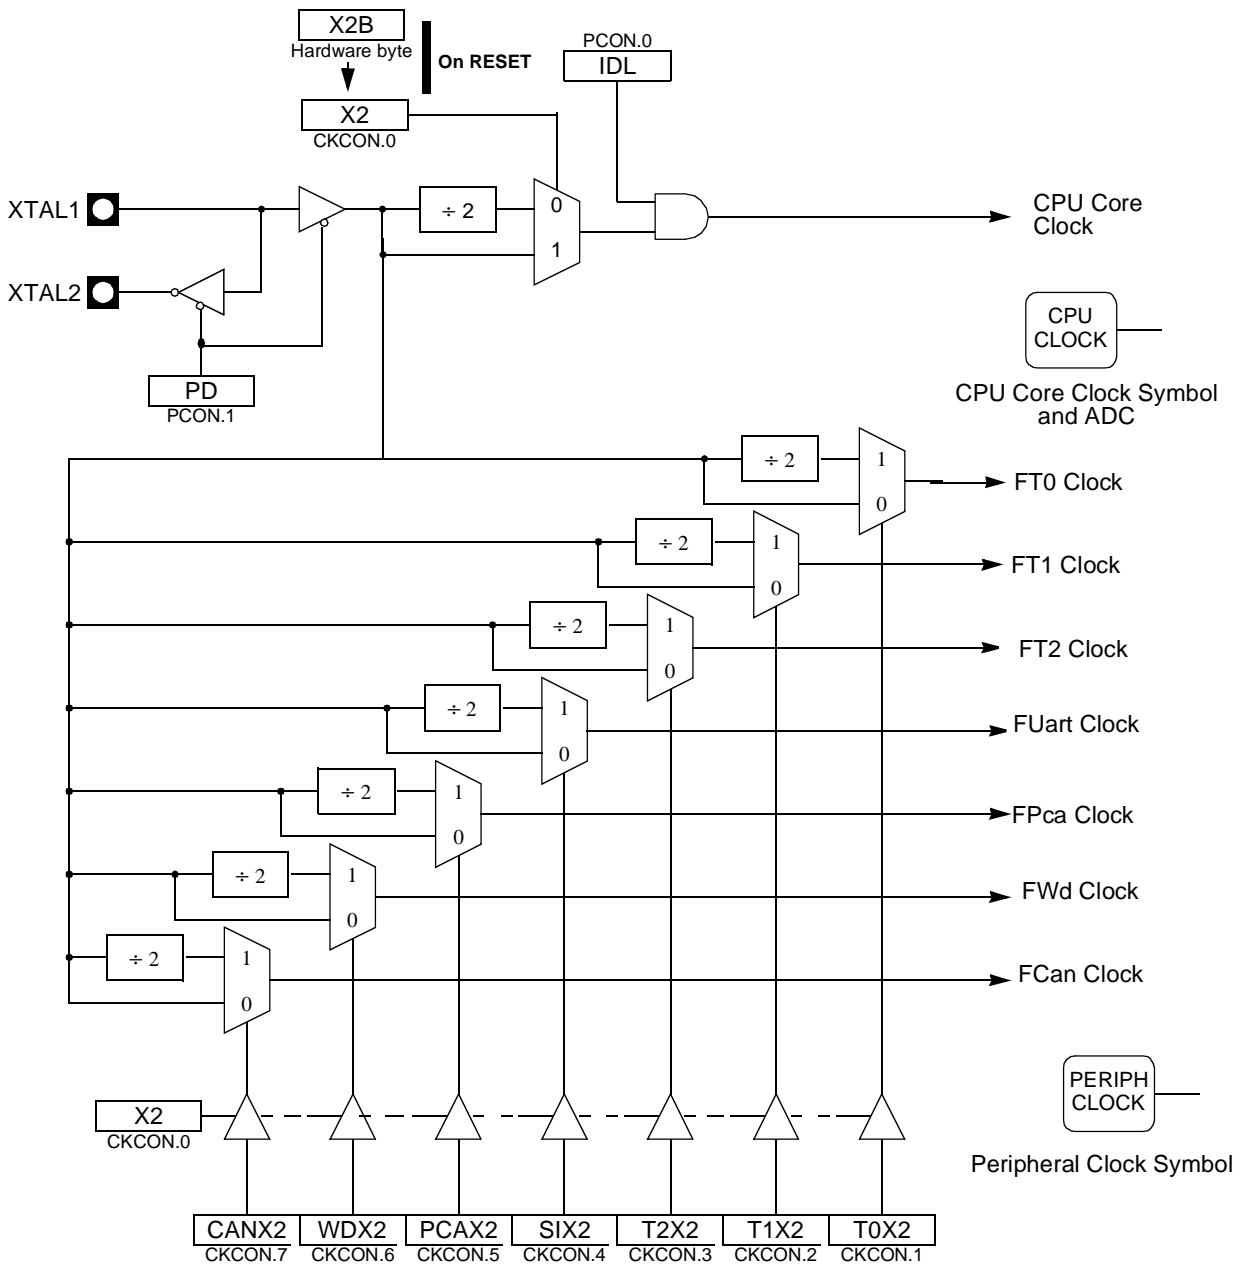 X2B
Hardware byte
On RESET
X2
CKCON.0
PCON.0
IDL
XTAL1
÷ 2
0
1
CPU Core
Clock
XTAL2
PD
PCON.1
CPU
CLOCK
CPU Core Clock Symbol
and ADC
÷ 2
1
0
FT0 Clock
÷ 2
1
0
FT1 Clock
÷ 2
1
0
FT2 Clock
÷ 2
1
0
FUart Clock
÷ 2
1
0
FPca Clock
÷ 2
1
0
FWd Clock
÷ 2
1
0
FCan Clock
X2
CKCON.0
PERIPH
CLOCK
Peripheral Clock Symbol
CANX2
CKCON.7
WDX2
CKCON.6
PCAX2
CKCON.5
SIX2
CKCON.4
T2X2
CKCON.3
T1X2
CKCON.2
T0X2
CKCON.1